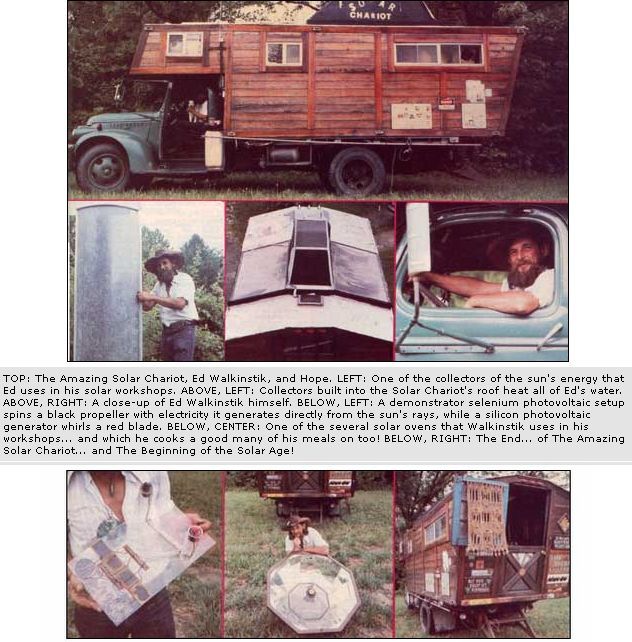 SOLAR
CHARIOT
TOP: The Amazing Solar Chariot, Ed Walkinstik, and Hope. LEFT: One of the collectors of the sun's energy that
Ed uses in his solar workshops. ABOVE, LEFT: Collectors built into the Solar Chariot's roof heat all of Ed's water.
ABOVE, RIGHT: A close-up of Ed Walkinstik himself. BELOW, LEFT: A demonstrator selenium photovoltaic setup
spins a black propeller with electricity it generates directly from the sun's rays, while a silicon photovoltaic
generator whirls a red blade. BELOW, CENTER: One of the several solar ovens that Walkinstik uses in his
workshops... and which he cooks a good many of his meals on too! BELOW, RIGHT: The End... of The Amazing
Solar Chariot... and The Beginning of the Solar Age!